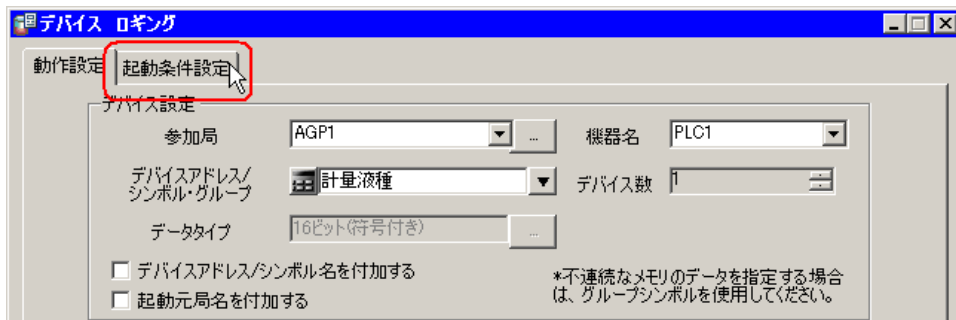 デバイス ロギング
動作設定 起動条件設定
デバイス設定
参加局 AGP1 ... 機器名 PLC1
デバイスアドレス/
シンボル・グループ 計量液種 デバイス数 1
データタイプ 16ビット(符号付き) ...
デバイスアドレス/シンボル名を付加する
起動元局名を付加する
*不連続なメモリのデータを指定する場合
は、グループシンボルを使用してください。